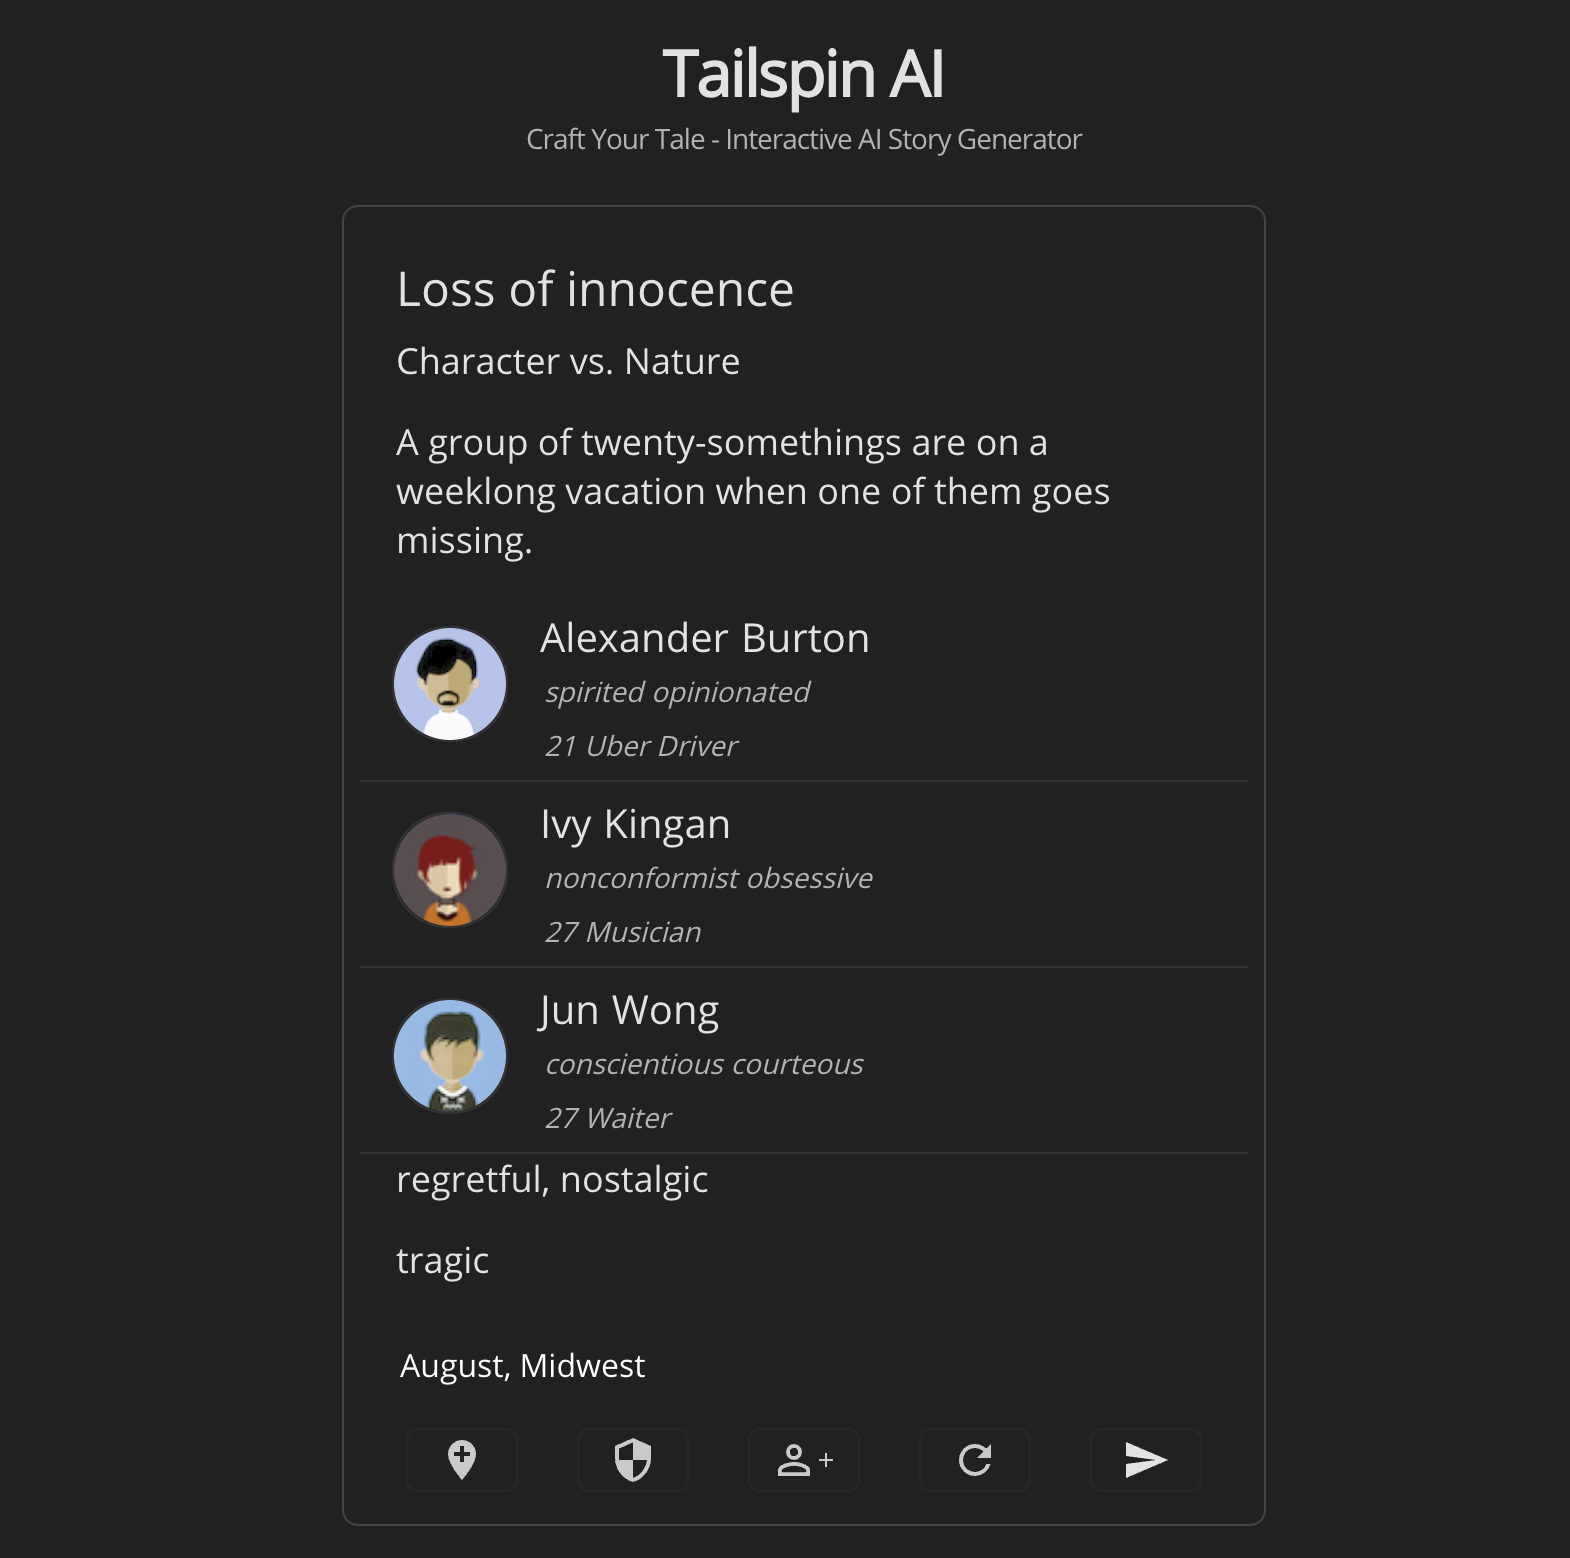 Tailspin AI
Craft Your Tale - Interactive AI Story Generator
Loss of innocence
Character vs. Nature
A group of twenty-somethings are on a
weeklong vacation when one of them goes
missing.
Alexander Burton
spirited opinionated
21 Uber Driver
Ivy Kingan
nonconformist obsessive
27 Musician
Jun Wong
conscientious courteous
27 Waiter
regretful, nostalgic
tragic
August, Midwest